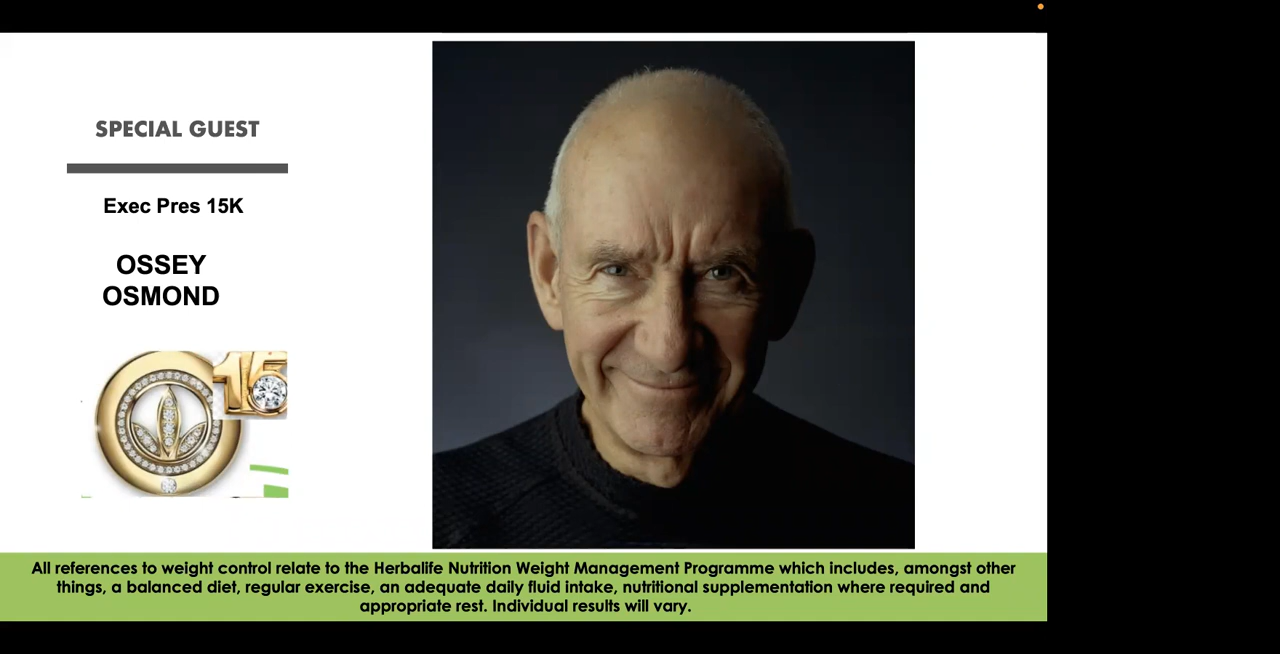 SPECIAL GUEST
Exec Pres 15K
OSSEY
OSMOND
15
All references to weight control relate to the Herbalife Nutrition Weight Management Programme which includes, amongst other
things, a balanced diet, regular exercise, an adequate daily fluid intake, nutritional supplementation where required and
appropriate rest. Individual results will vary.